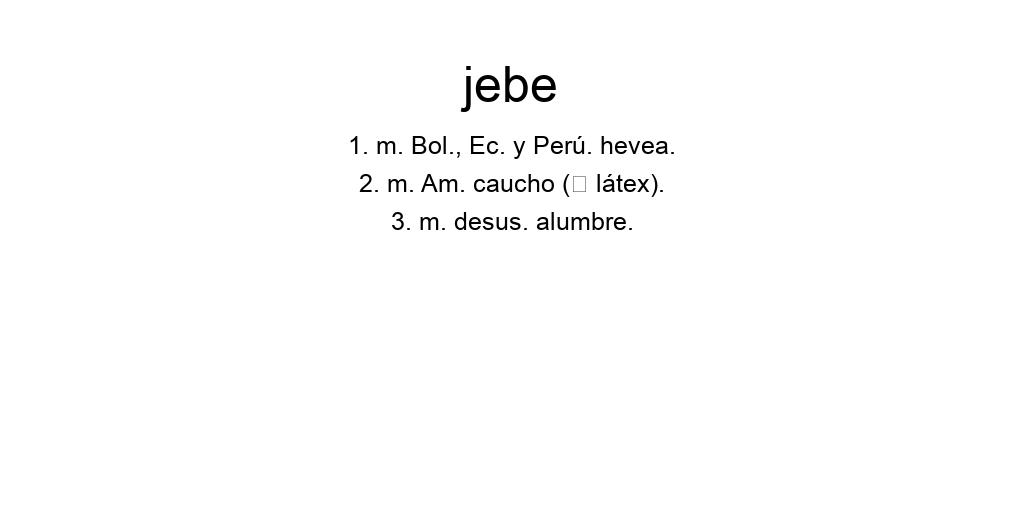 jebe
1. m. Bol., Ec. y Perú. hevea.
2. m. Am. caucho (□ látex).
3. m. desus. alumbre.